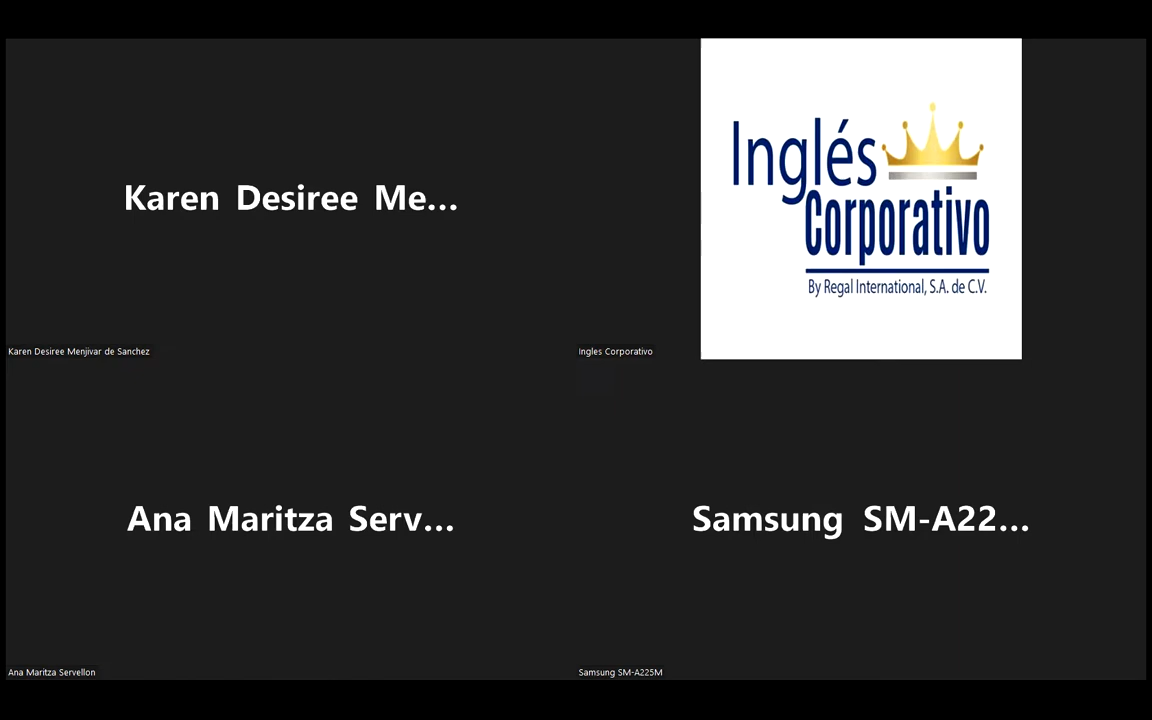 Karen Desiree Me...
Inglés
Corporativo
By Regal International, S.A. de C.V.
Karen Desiree Menjivar de Sanchez
Ingles Corporativo
Ana Maritza Serv...
Samsung SM-A22...
Ana Maritza Servellon
Samsung SM-A225M